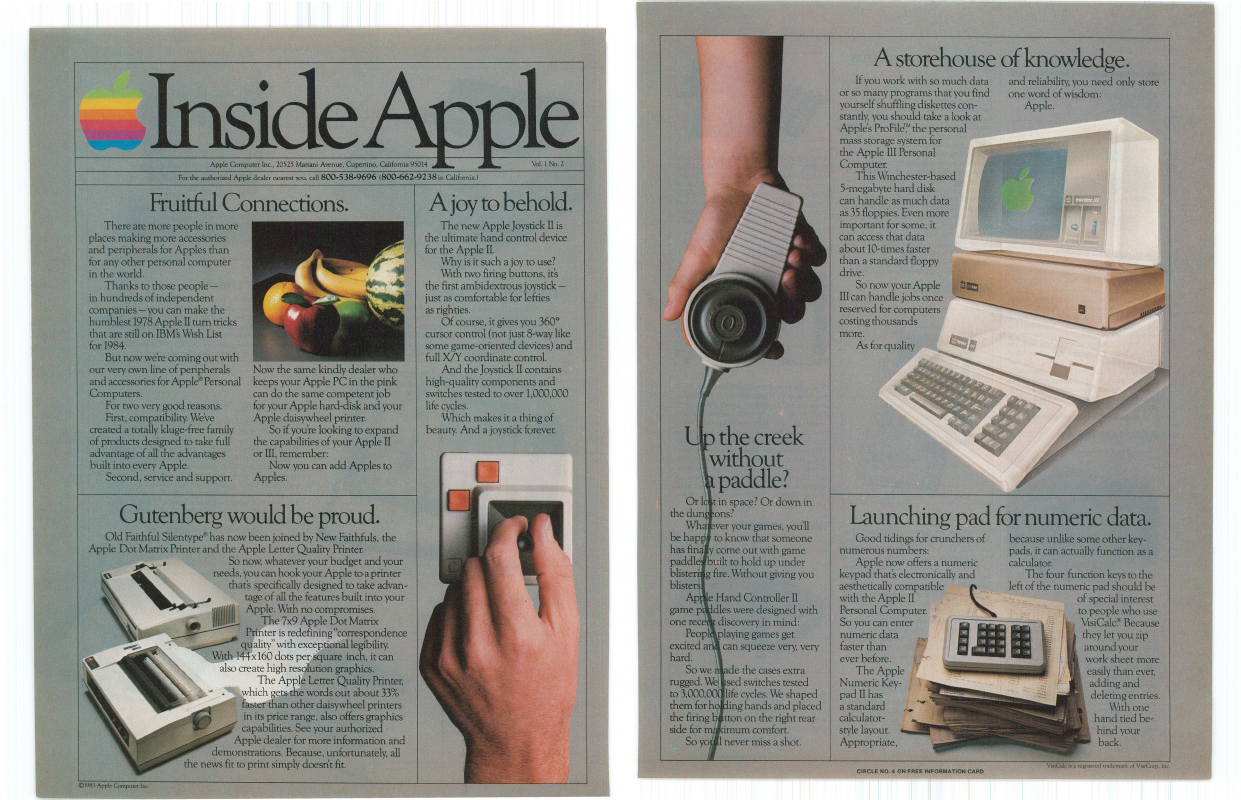 Inside Apple
Apple Computer Inc., 20525 Mariani Avenue, Cupertino, California 95014
Vol. 1 No. 2
For the authorized Apple dealer nearest you, call 800-538-9696 (800-662-9238 in California.)
Fruitful Connections.
There are more people in more
places making more accessories
and peripherals for Apples than
for any other personal computer
in the world.
Thanks to those people—
in hundreds of independent
companies—you can make the
humblest 1978 Apple II turn tricks
that are still on IBM's Wish List
for 1984.
But now we're coming out with
our very own line of peripherals
and accessories for Apple® Personal
Computers.
For two very good reasons.
First, compatibility. We've
created a totally kluge-free family
of products designed to take full
advantage of all the advantages
built into every Apple.
Second, service and support.
Now the same kindly dealer who
keeps your Apple PC in the pink
can do the same competent job
for your Apple hard-disk and your
Apple daisywheel printer.
So if you're looking to expand
the capabilities of your Apple II
or III, remember:
Now you can add Apples to
Apples.
A joy to behold.
The new Apple Joystick II is
the ultimate hand control device
for the Apple II.
Why is it such a joy to use?
With two firing buttons, it's
the first ambidextrous joystick—
just as comfortable for lefties
as righties.
Of course, it gives you 360°
cursor control (not just 8-way like
some game-oriented devices) and
full X/Y coordinate control.
And the Joystick II contains
high-quality components and
switches tested to over 1,000,000
life cycles.
Which makes it a thing of
beauty. And a joystick forever.
Gutenberg would be proud.
Old Faithful Silentype® has now been joined by New Faithfuls, the
Apple Dot Matrix Printer and the Apple Letter Quality Printer.
So now, whatever your budget and your
needs, you can hook your Apple to a printer
that's specifically designed to take advan-
tage of all the features built into your
Apple. With no compromises.
The 7x9 Apple Dot Matrix
Printer is redefining "correspondence
quality" with exceptional legibility.
With 144x160 dots per square inch, it can
also create high resolution graphics.
The Apple Letter Quality Printer,
which gets the words out about 33%
faster than other daisywheel printers
in its price range, also offers graphics
capabilities. See your authorized
Apple dealer for more information and
demonstrations. Because, unfortunately, all
the news fit to print simply doesn't fit.
©1983 Apple Computer Inc.
Up the creek
without
a paddle?
Or lost in space? Or down in
the dungeons?
Whatever your games, you'll
be happy to know that someone
has finally come out with game
paddles built to hold up under
blistering fire. Without giving you
blisters.
Apple Hand Controller II
game paddles were designed with
one recent discovery in mind:
People playing games get
excited and can squeeze very, very
hard.
So we made the cases extra
rugged. We used switches tested
to 3,000,000 life cycles. We shaped
them for holding hands and placed
the firing button on the right rear
side for maximum comfort.
So you'll never miss a shot.
A storehouse of knowledge.
If you work with so much data
or so many programs that you find
yourself shuffling diskettes con-
stantly, you should take a look at
Apple's ProFile,™ the personal
mass storage system for
the Apple III Personal
Computer.
This Winchester-based
5-megabyte hard disk
can handle as much data
as 35 floppies. Even more
important for some, it
can access that data
about 10-times faster
than a standard floppy
drive.
So now your Apple
III can handle jobs once
reserved for computers
costing thousands
more.
As for quality
and reliability, you need only store
one word of wisdom:
Apple.
Launching pad for numeric data.
Good tidings for crunchers of
numerous numbers:
Apple now offers a numeric
keypad that's electronically and
aesthetically compatible
with the Apple II
Personal Computer.
So you can enter
numeric data
faster than
ever before.
The Apple
Numeric Key-
pad II has
a standard
calculator-
style layout.
Appropriate,
because unlike some other key-
pads, it can actually function as a
calculator.
The four function keys to the
left of the numeric pad should be
of special interest
to people who use
VisiCalc.® Because
they let you zip
around your
work sheet more
easily than ever,
adding and
deleting entries.
With one
hand tied be-
hind your
back.
VisiCalc is a registered trademark of VisiCorp. Inc.
CIRCLE NO. 4 ON FREE INFORMATION CARD